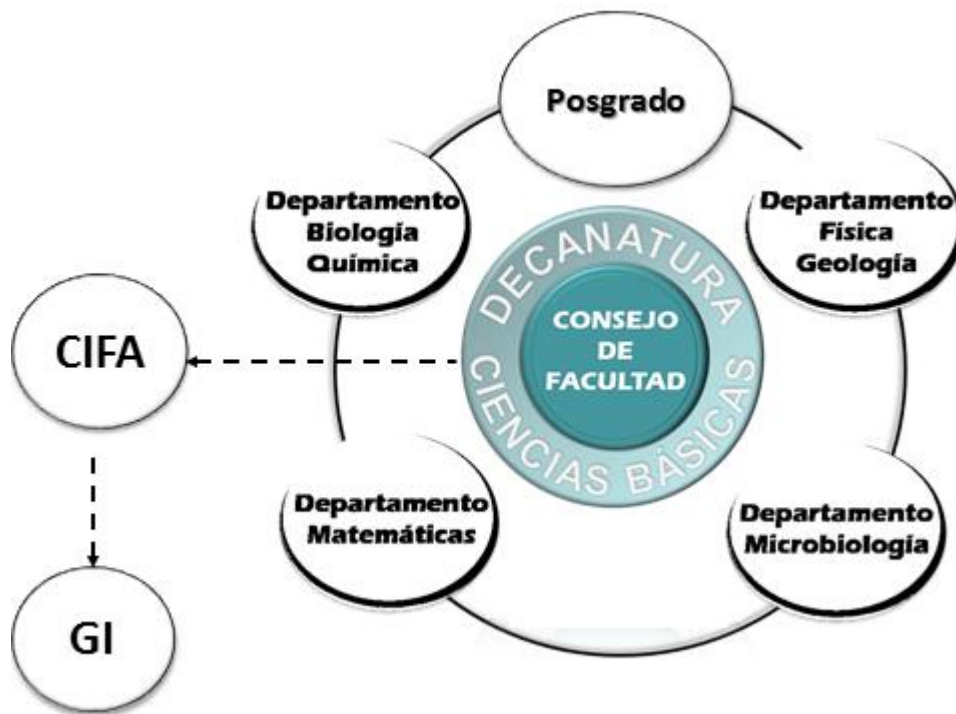 Posgrado
Departamento
Biología
Química
Departamento
Física
Geología
DECANATURA
CIENCIAS BÁSICAS
CONSEJO
DE
FACULTAD
CIFA
Departamento
Matemáticas
Departamento
Microbiología
GI